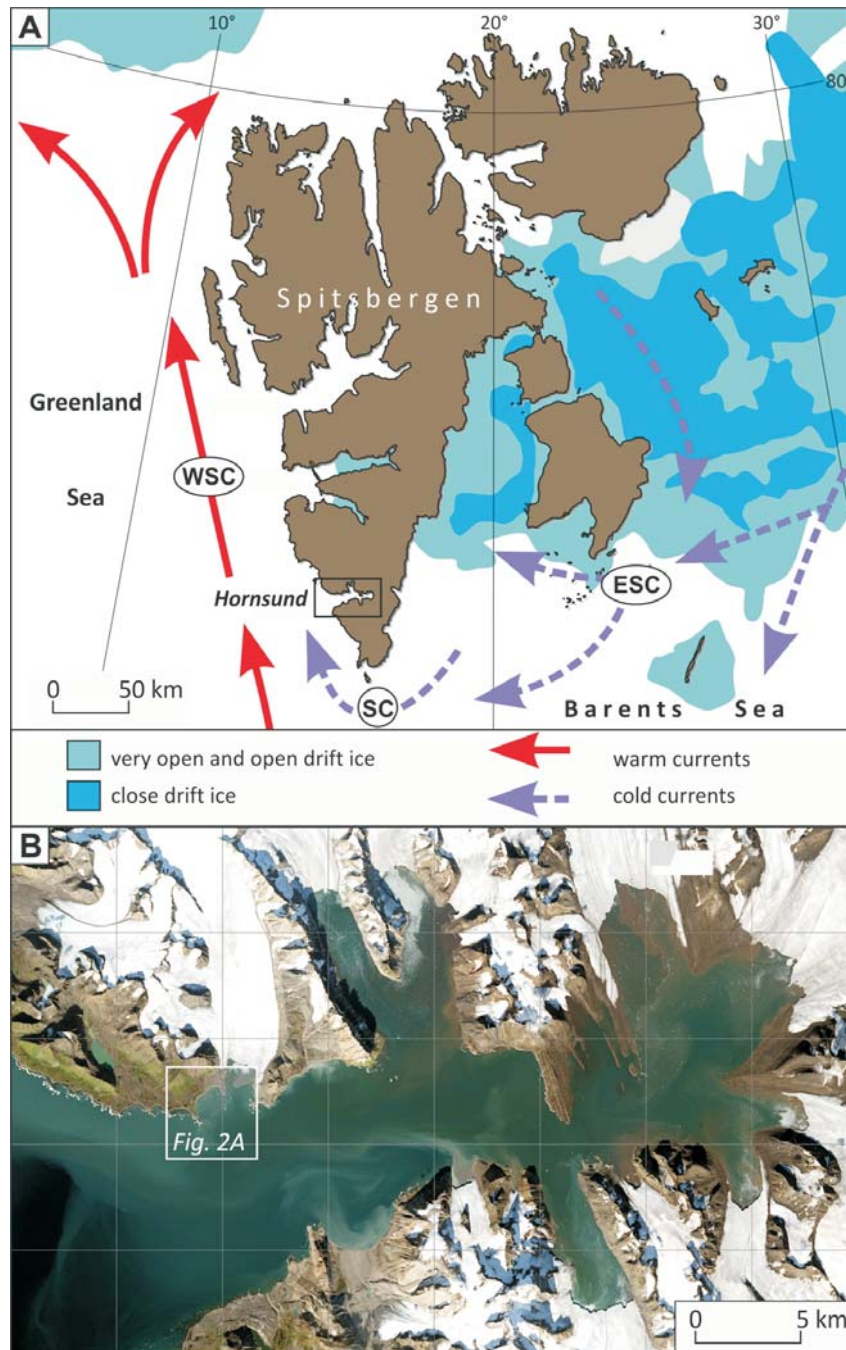 A
10°
20°
30°
80
Spitsbergen
Greenland
Sea
WSC
Hornsund
ESC
SC
0 50 km
Barents Sea
very open and open drift ice
warm currents
close drift ice
cold currents
B
Fig. 2A
0 5 km